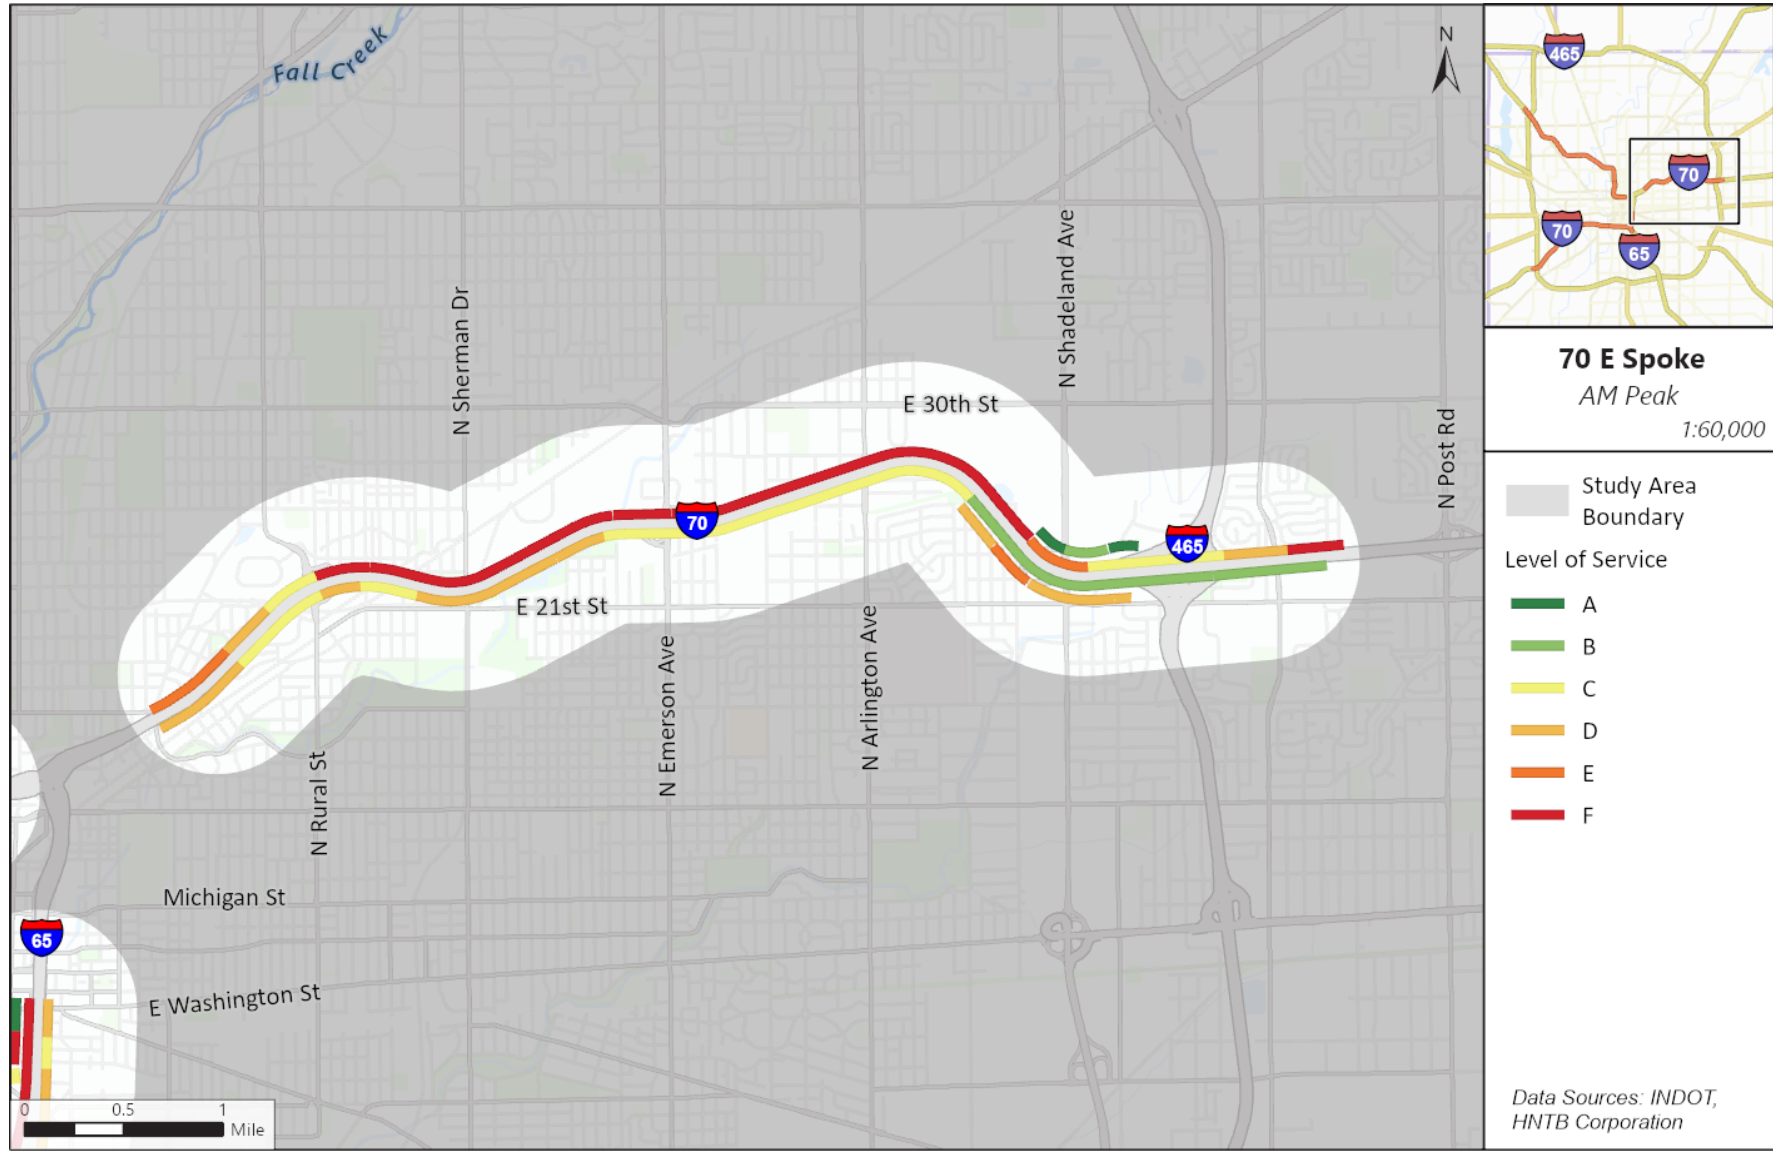 Fall Creek
N
N Sherman Dr
N Shadeland Ave
E 30th St
N Post Rd
70
465
E 21st St
N Emerson Ave
N Arlington Ave
N Rural St
Michigan St
65
E Washington St
0 0.5 1
Mile
465
70
70
65
70 E Spoke
AM Peak
1:60,000
Study Area
Boundary
Level of Service
A
B
C
D
E
F
Data Sources: INDOT,
HNTB Corporation